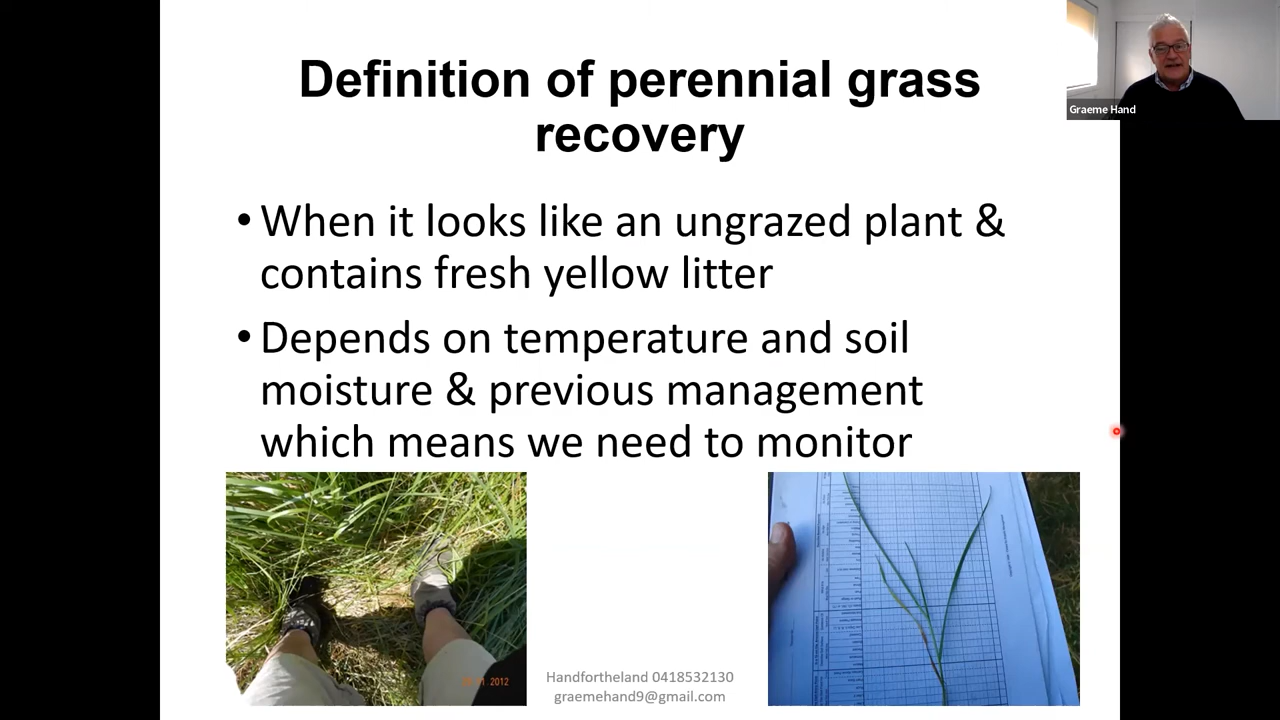 Definition of perennial grass
recovery
Graeme Hand
• When it looks like an ungrazed plant &
contains fresh yellow litter
• Depends on temperature and soil
moisture & previous management
which means we need to monitor
2012
Handfortheland 0418532130
graemehand9@gmail.com